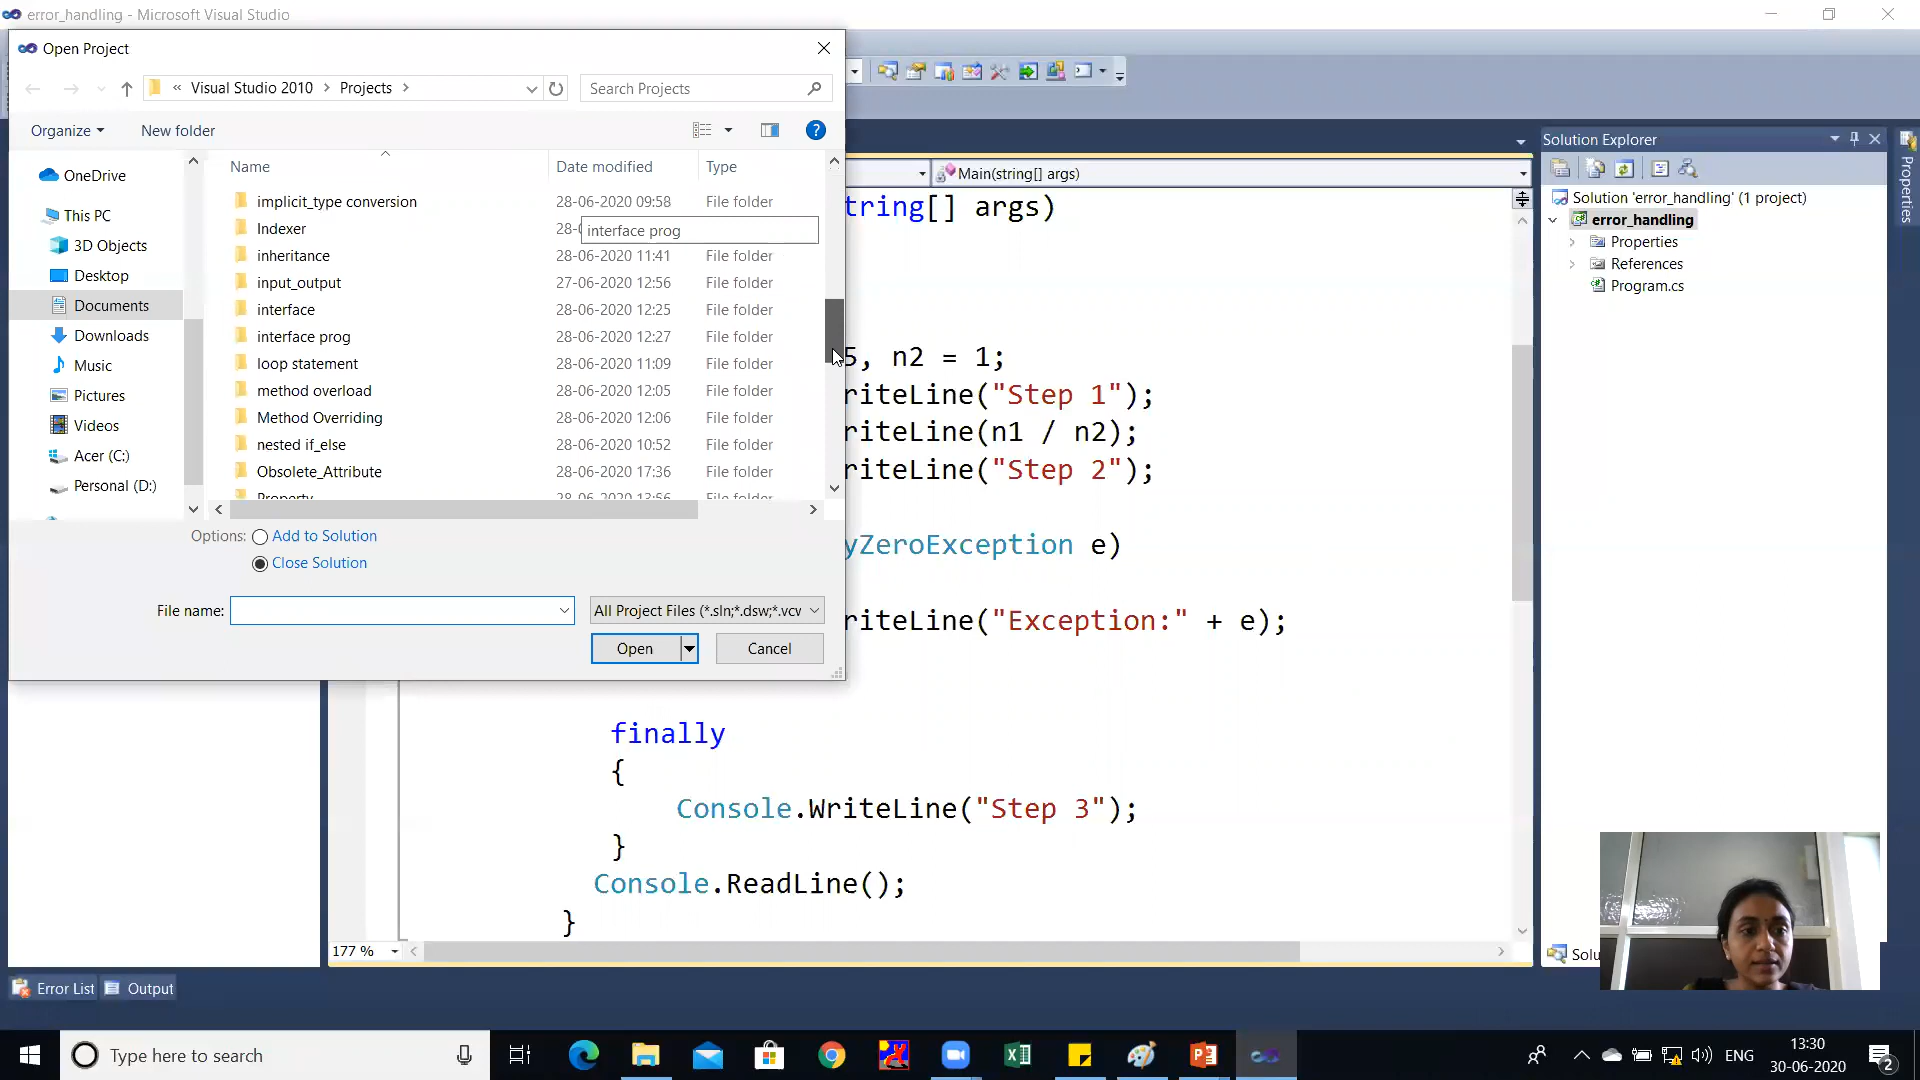 error_handling - Microsoft Visual Studio
Open Project
« Visual Studio 2010 > Projects >
Search Projects
Organize
New folder
Name
Date modified
Type
OneDrive
This PC
3D Objects
Desktop
Documents
Downloads
Music
Pictures
Videos
Acer (C:)
Personal (D:)
implicit_type conversion 28-06-2020 09:58 File folder
Indexer 28-
interface prog
inheritance 28-06-2020 11:41 File folder
input_output 27-06-2020 12:56 File folder
interface 28-06-2020 12:25 File folder
interface prog 28-06-2020 12:27 File folder
loop statement 28-06-2020 11:09 File folder
method overload 28-06-2020 12:05 File folder
Method Overriding 28-06-2020 12:06 File folder
nested if_else 28-06-2020 10:52 File folder
Obsolete_Attribute 28-06-2020 17:36 File folder
Property 28-06-2020 13:56 File folder
Options: Add to Solution
Close Solution
File name:
All Project Files (*.sln;*.dsw;*.vcw
Open
Cancel
Main(string[] args)
tring[] args)
5, n2 = 1;
riteLine("Step 1");
riteLine(n1 / n2);
riteLine("Step 2");
yZeroException e)
riteLine("Exception:" + e);
finally
{
Console.WriteLine("Step 3");
}
Console.ReadLine();
}
177 %
Solution Explorer
Solution 'error_handling' (1 project)
error_handling
Properties
References
Program.cs
Properties
Solu
Error List
Output
Type here to search
ENG
13:30
30-06-2020
2